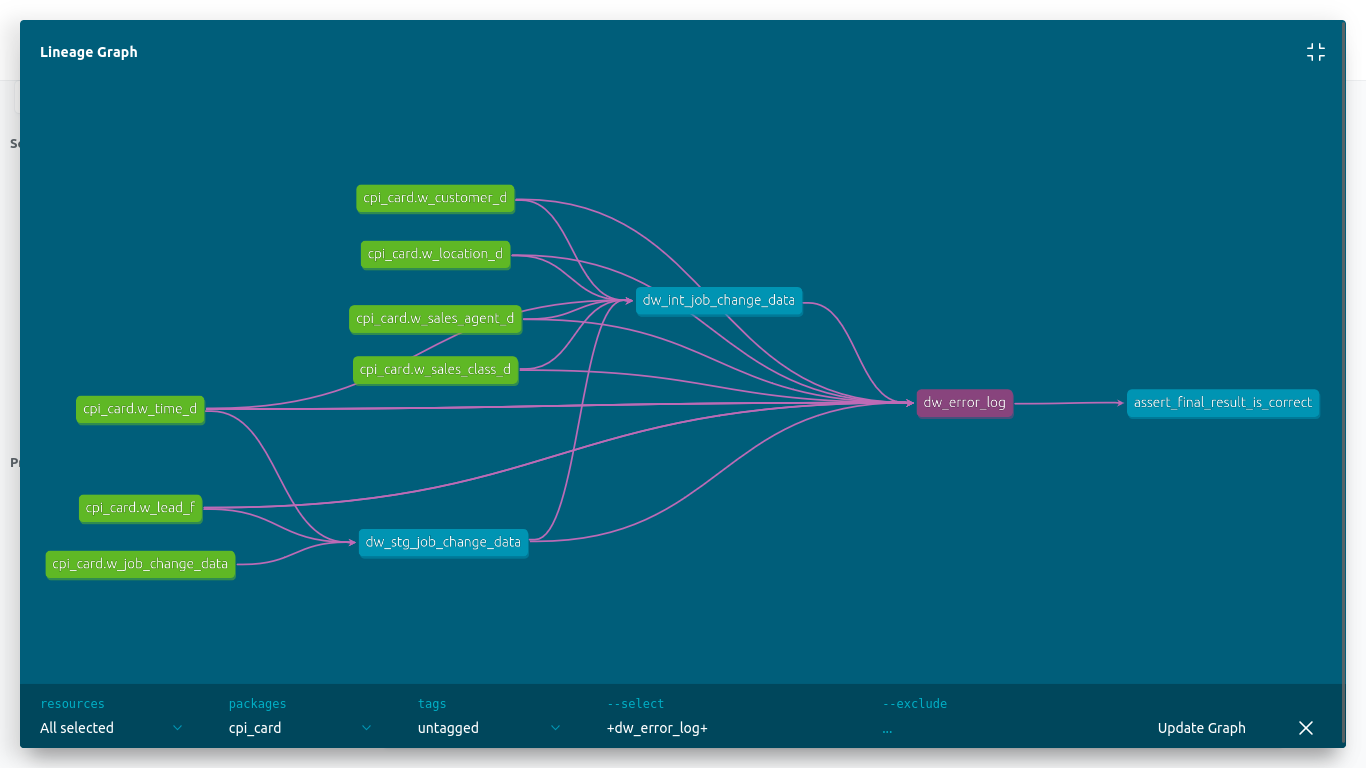 Lineage Graph
cpi_card.w_customer_d
cpi_card.w_location_d
dw_int_job_change_data
cpi_card.w_sales_agent_d
cpi_card.w_sales_class_d
cpi_card.w_time_d
dw_error_log
assert_final_result_is_correct
cpi_card.w_lead_f
dw_stg_job_change_data
cpi_card.w_job_change_data
resources packages tags --select --exclude
All selected cpi_card untagged +dw_error_log+ ... Update Graph